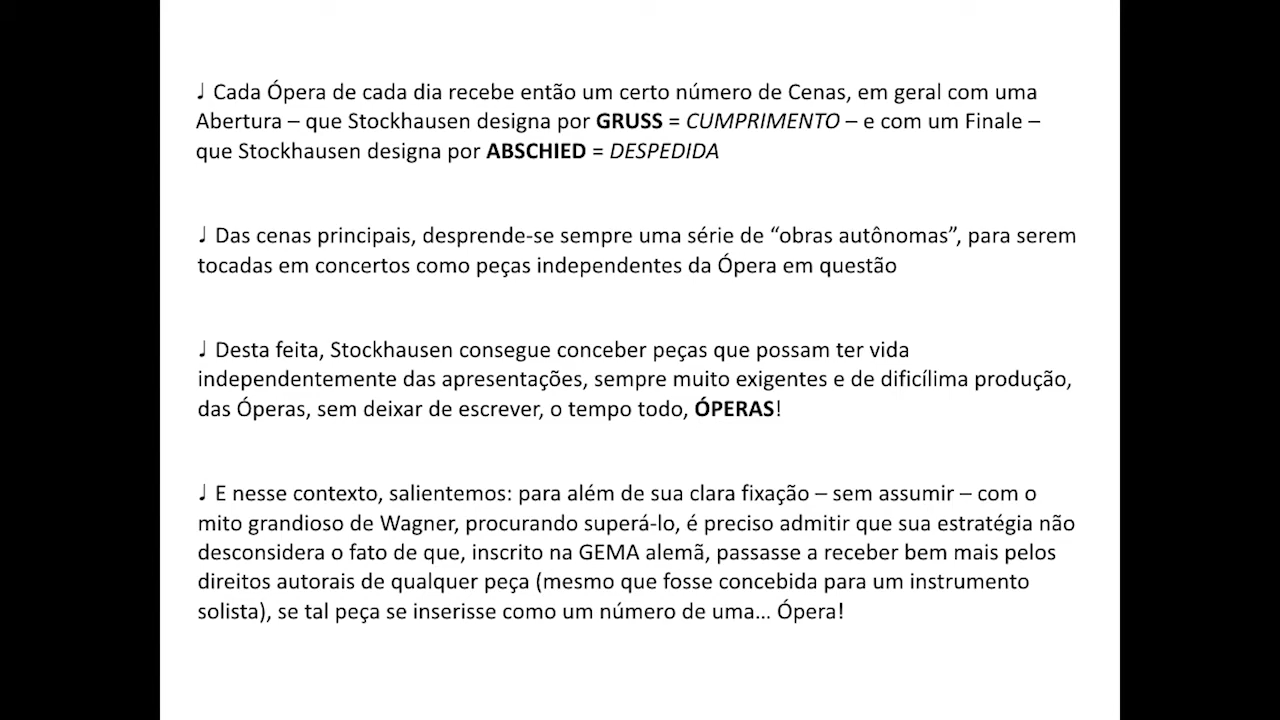 ♩ Cada Ópera de cada dia recebe então um certo número de Cenas, em geral com uma
Abertura – que Stockhausen designa por GRUSS = CUMPRIMENTO – e com um Finale –
que Stockhausen designa por ABSCHIED = DESPEDIDA
♩ Das cenas principais, desprende-se sempre uma série de “obras autônomas”, para serem
tocadas em concertos como peças independentes da Ópera em questão
♩ Desta feita, Stockhausen consegue conceber peças que possam ter vida
independentemente das apresentações, sempre muito exigentes e de dificílima produção,
das Óperas, sem deixar de escrever, o tempo todo, ÓPERAS!
♩ E nesse contexto, salientemos: para além de sua clara fixação – sem assumir – com o
mito grandioso de Wagner, procurando superá-lo, é preciso admitir que sua estratégia não
desconsidera o fato de que, inscrito na GEMA alemã, passasse a receber bem mais pelos
direitos autorais de qualquer peça (mesmo que fosse concebida para um instrumento
solista), se tal peça se inserisse como um número de uma... Ópera!